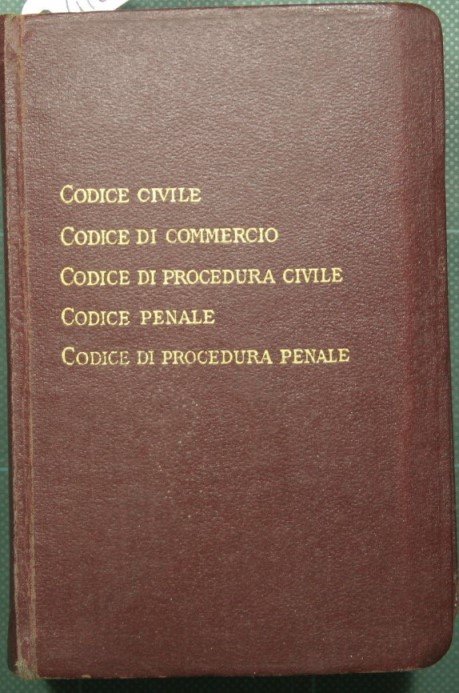 CODICE CIVILE
CODICE DI COMMERCIO
CODICE DI PROCEDURA CIVILE
CODICE PENALE
CODICE DI PROCEDURA PENALE